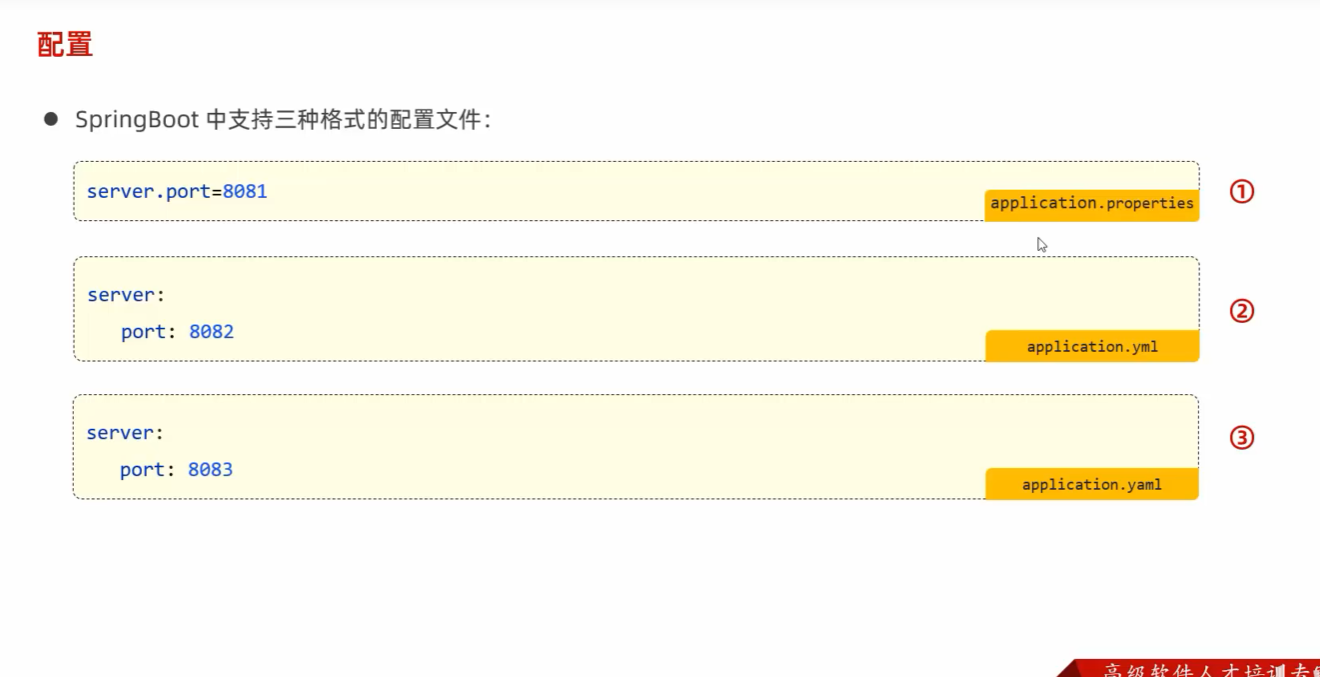 配置
● SpringBoot 中支持三种格式的配置文件：
server.port=8081
application.properties
①
server:
port: 8082
application.yml
②
server:
port: 8083
application.yaml
③
高级软件人才培训专